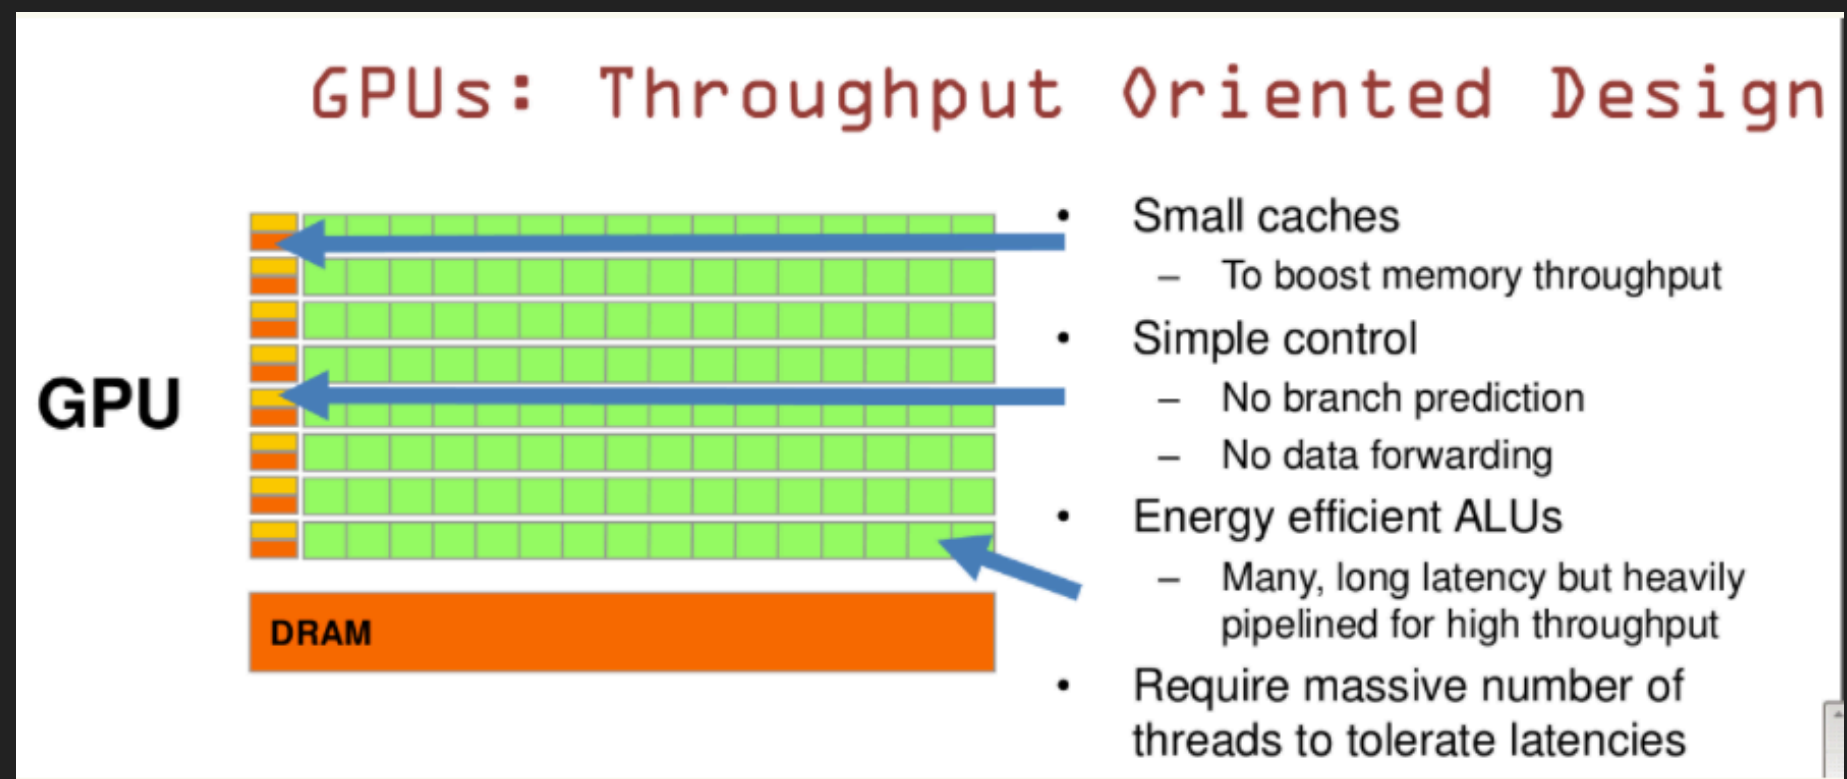 GPUs: Throughput Oriented Design
GPU
DRAM
• Small caches
– To boost memory throughput
• Simple control
– No branch prediction
– No data forwarding
• Energy efficient ALUs
– Many, long latency but heavily
pipelined for high throughput
• Require massive number of
threads to tolerate latencies